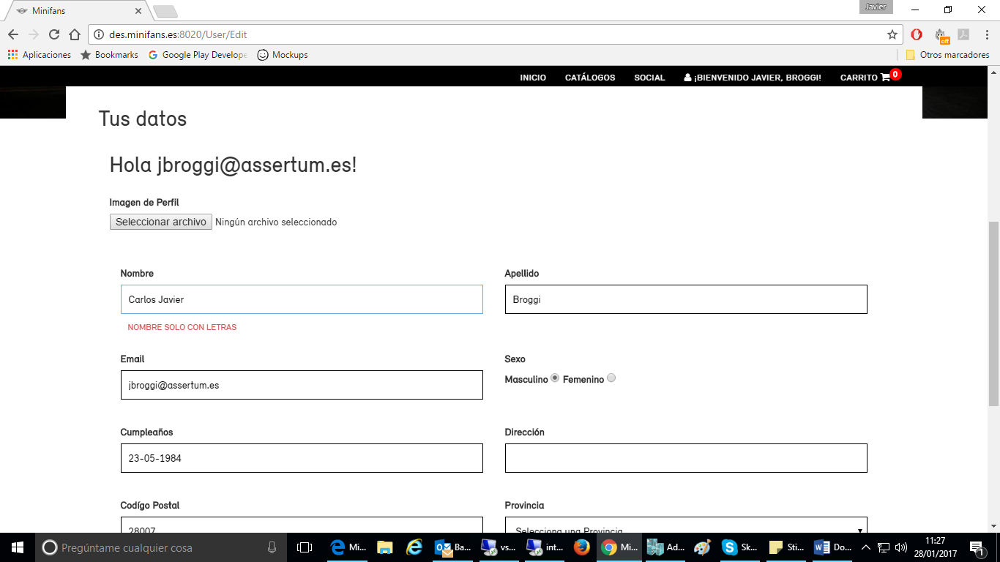 Minifans
Javier
des.minifans.es:8020/User/Edit
off
Aplicaciones Bookmarks Google Play Develope Mockups Otros marcadores
INICIO CATÁLOGOS SOCIAL ¡BIENVENIDO JAVIER, BROGGI! CARRITO 0
Tus datos
Hola jbroggi@assertum.es!
Imagen de Perfil
Seleccionar archivo Ningún archivo seleccionado
Nombre Apellido
Carlos Javier Broggi
NOMBRE SOLO CON LETRAS
Email Sexo
jbroggi@assertum.es Masculino Femenino
Cumpleaños Dirección
23-05-1984
Codígo Postal Provincia
28007 Selecciona una Provincia
Pregúntame cualquier cosa Mi... Ba... vs... int... Mi... Ad... Sk... Sti... Do... 11:27
28/01/2017 1